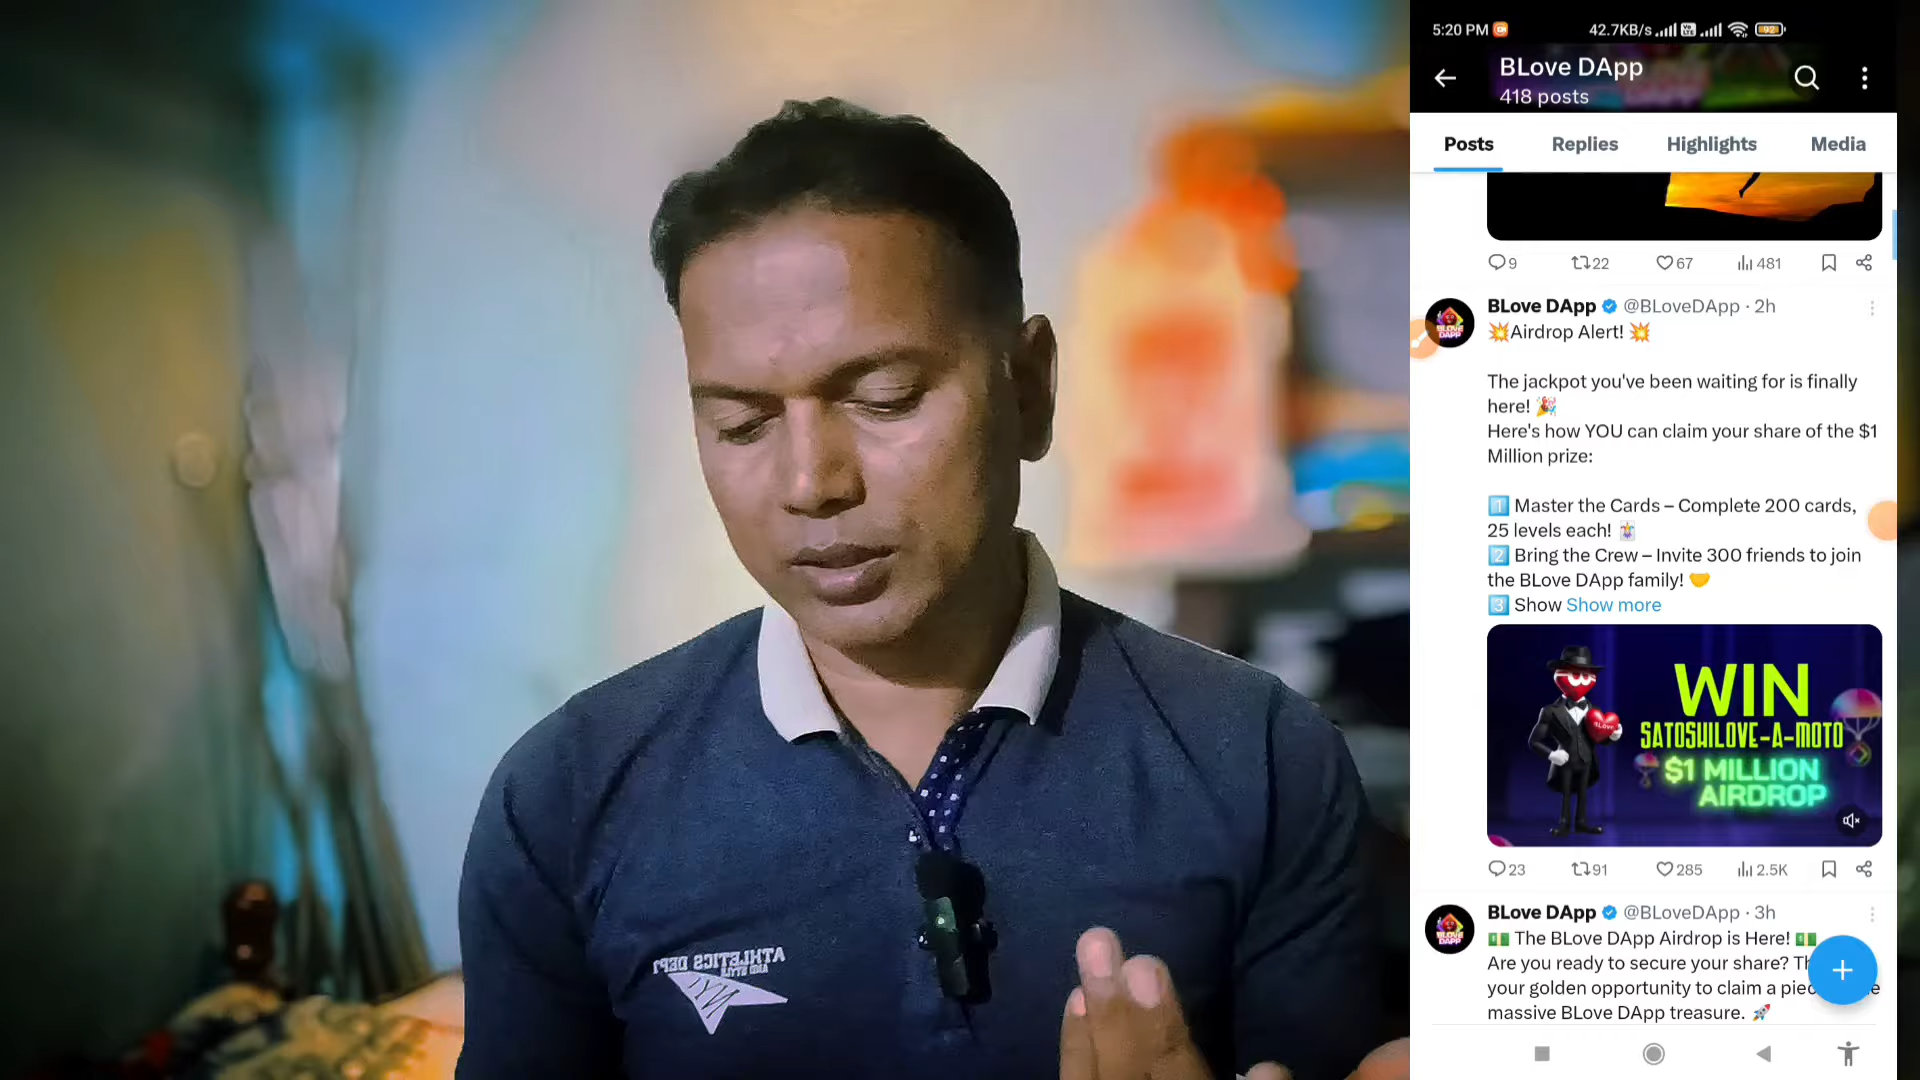 5:20 PM 42.7KB/s 92
BLove DApp
418 posts
Posts Replies Highlights Media
9 22 67 481
BLove DApp @BLoveDApp · 2h
💥Airdrop Alert! 💥
The jackpot you've been waiting for is finally
here! 🎉
Here's how YOU can claim your share of the $1
Million prize:
1️⃣ Master the Cards – Complete 200 cards,
25 levels each! 🃏
2️⃣ Bring the Crew – Invite 300 friends to join
the BLove DApp family! 🤝
3️⃣ Show Show more
WIN
SATOSHILOVE-A-MOTO
$1 MILLION
AIRDROP
23 91 285 2.5K
BLove DApp @BLoveDApp · 3h
💵 The BLove DApp Airdrop is Here! 💵
Are you ready to secure your share?
your golden opportunity to claim a
massive BLove DApp treasure. 🚀
ATHLETICS DEPT
NYC